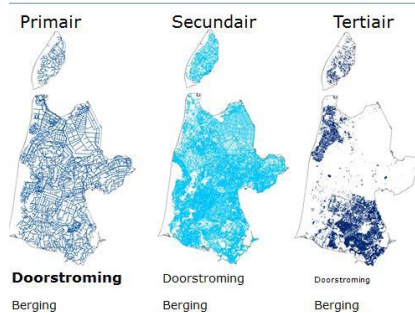 Primair
Secundair
Tertiair
Doorstroming
Doorstroming
Doorstroming
Berging
Berging
Berging